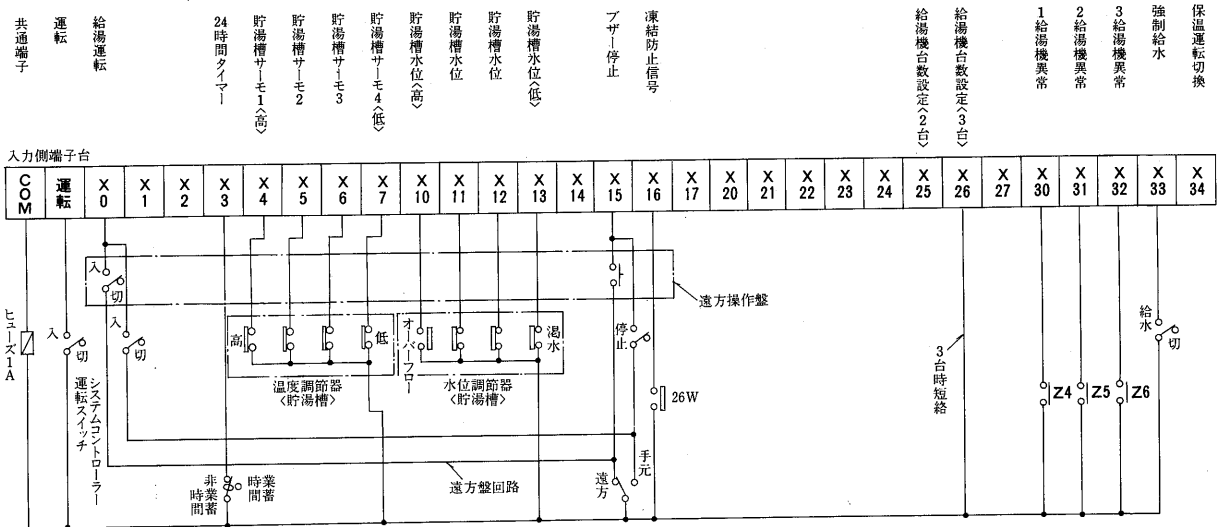 共通端子
運転
給湯運転
24時間タイマー
貯湯槽サーモ1〈高〉
貯湯槽サーモ2
貯湯槽サーモ3
貯湯槽サーモ4〈低〉
貯湯槽水位〈高〉
貯湯槽水位
貯湯槽水位
貯湯槽水位〈低〉
ブザー停止
凍結防止信号
給湯機台数設定〈2台〉
給湯機台数設定〈3台〉
1給湯機異常
2給湯機異常
3給湯機異常
強制給水
保温運転切換
入力側端子台
COM
運転
X0
X1
X2
X3
X4
X5
X6
X7
X10
X11
X12
X13
X14
X15
X16
X17
X20
X21
X22
X23
X24
X25
X26
X27
X30
X31
X32
X33
X34
入
切
遠方操作盤
ヒューズ1A
入
切
入
切
高
低
オーバーフロー
渇水
停止
給水
切
温度調節器
〈貯湯槽〉
水位調節器
〈貯湯槽〉
26W
3台時短絡
Z4
Z5
Z6
システムコントローラー
運転スイッチ
非業蓄
時間
業蓄
時間
遠方盤回路
遠方
手元